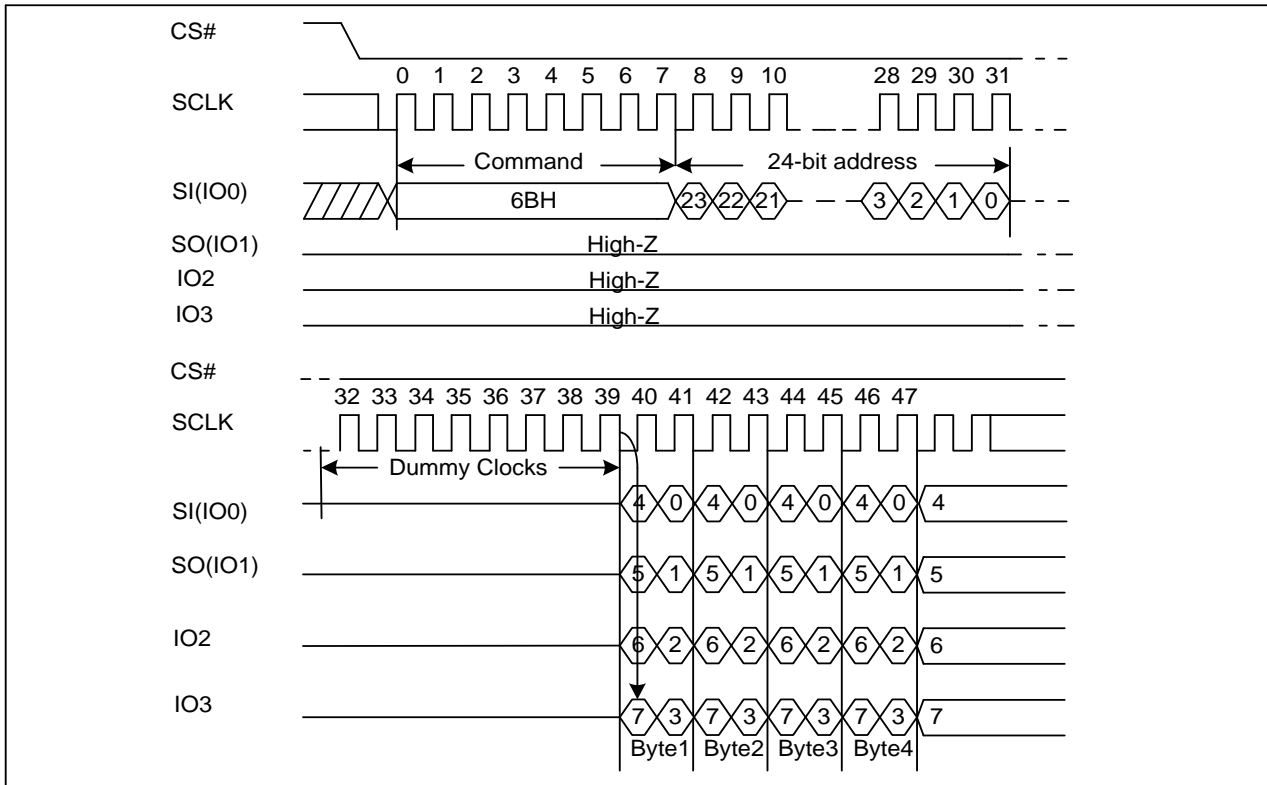 CS#
0 1 2 3 4 5 6 7 8 9 10 28 29 30 31
SCLK
Command 24-bit address
SI(IO0) 6BH 23 22 21 3 2 1 0
SO(IO1) High-Z
IO2 High-Z
IO3 High-Z
CS#
32 33 34 35 36 37 38 39 40 41 42 43 44 45 46 47
SCLK
Dummy Clocks
SI(IO0) 4 0 4 0 4 0 4 0 4
SO(IO1) 5 1 5 1 5 1 5 1 5
IO2 6 2 6 2 6 2 6 2 6
IO3 7 3 7 3 7 3 7 3 7
Byte1 Byte2 Byte3 Byte4